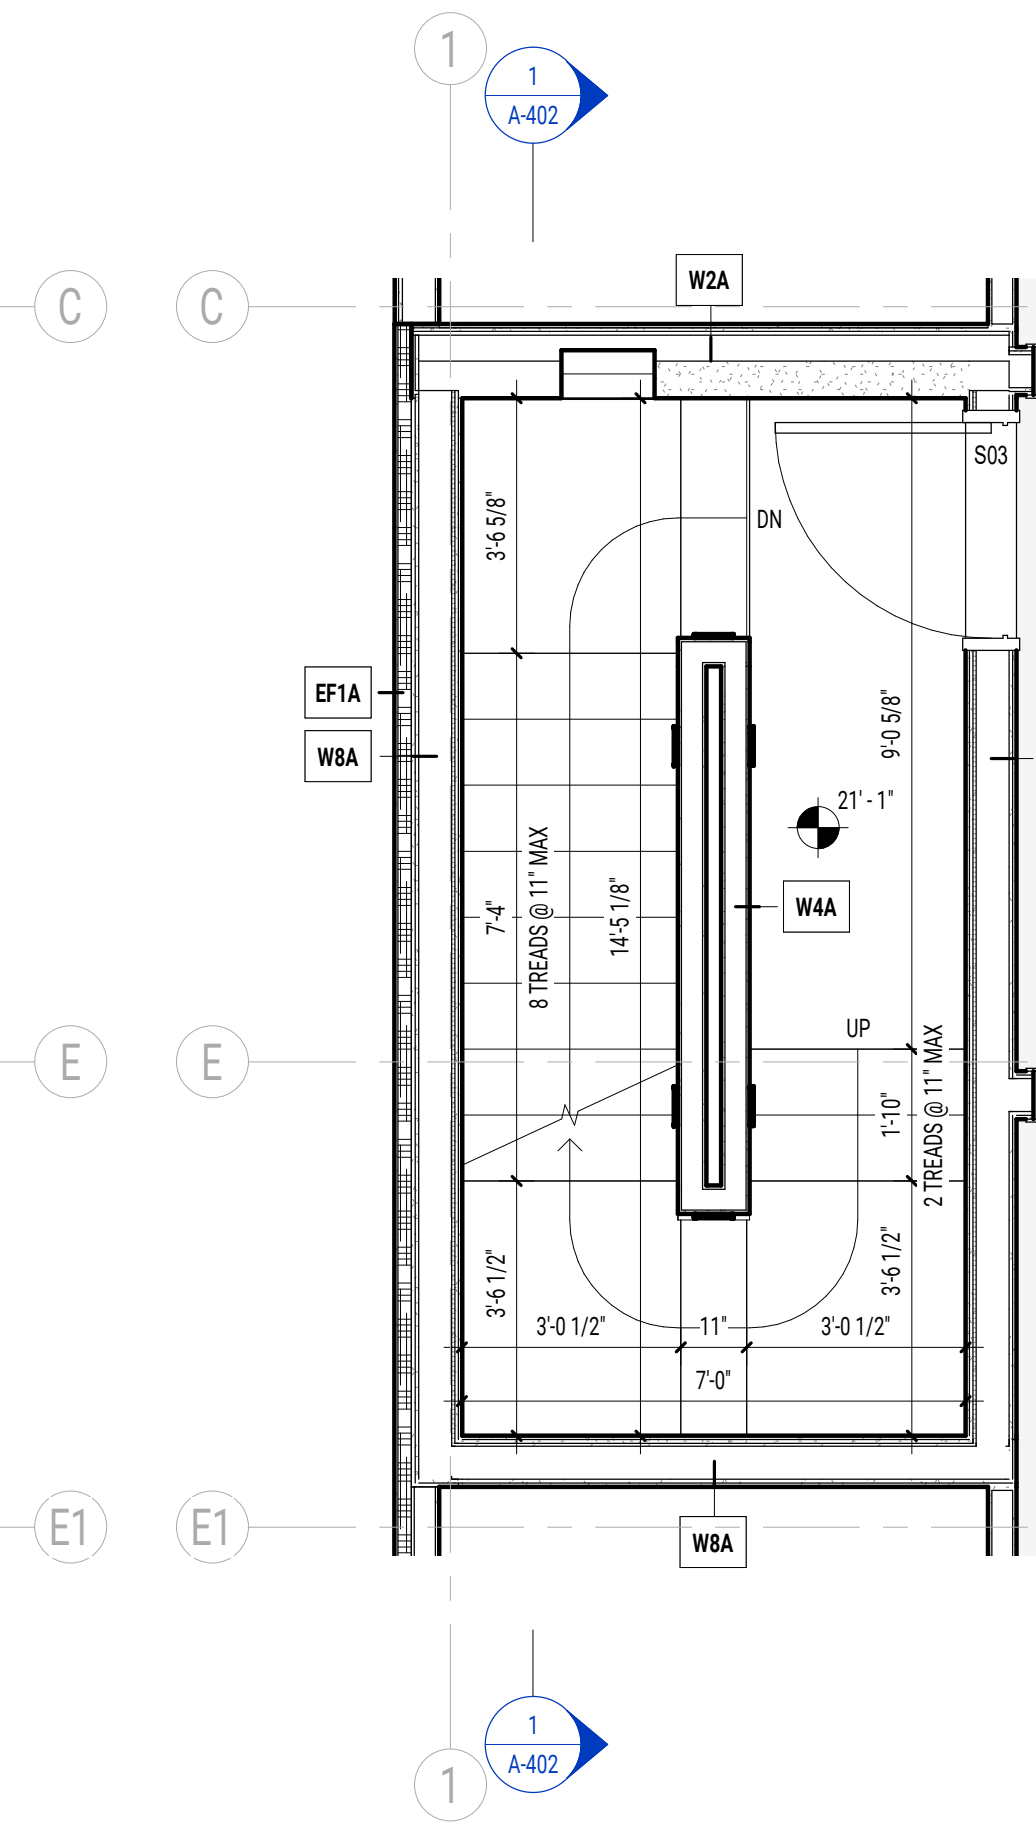 1
1
A-402
W2A
C
C
S03
DN
3'-6 5/8"
EF1A
W8A
9'-0 5/8"
21' - 1"
7'-4"
8 TREADS @ 11" MAX
14'-5 1/8"
W4A
UP
E
E
1'-10"
2 TREADS @ 11" MAX
3'-6 1/2"
3'-6 1/2"
3'-0 1/2"
11"
3'-0 1/2"
7'-0"
E1
E1
W8A
1
A-402
1